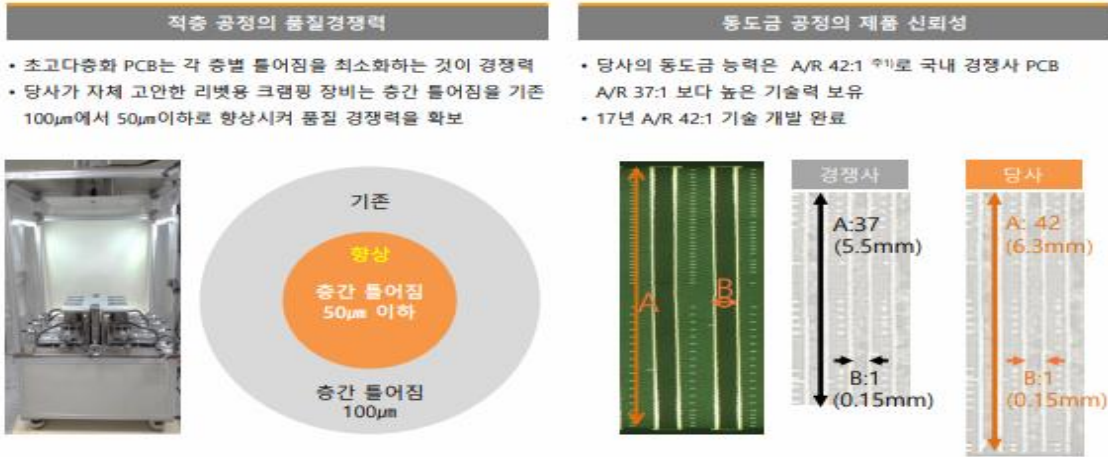 적층 공정의 품질경쟁력
• 초고다층화 PCB는 각 층별 틀어짐을 최소화하는 것이 경쟁력
• 당사가 자체 고안한 리벳용 크램핑 장비는 층간 틀어짐을 기존
100㎛에서 50㎛이하로 향상시켜 품질 경쟁력을 확보
기존
향상
층간 틀어짐
50㎛ 이하
층간 틀어짐
100㎛
동도금 공정의 제품 신뢰성
• 당사의 동도금 능력은 A/R 42:1 주1)로 국내 경쟁사 PCB
A/R 37:1 보다 높은 기술력 보유
• 17년 A/R 42:1 기술 개발 완료
A
B
경쟁사
A:37
(5.5mm)
B:1
(0.15mm)
당사
A: 42
(6.3mm)
B:1
(0.15mm)